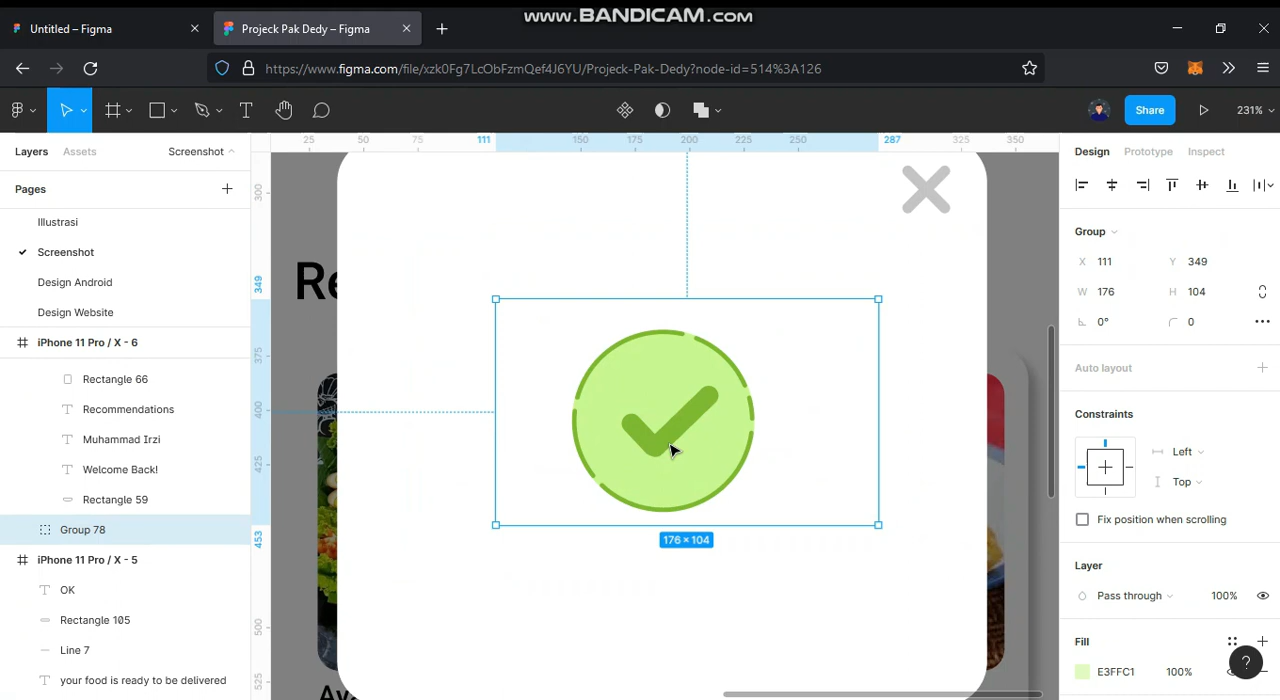 www.BANDICAM.com
Untitled – Figma
Projeck Pak Dedy – Figma
https://www.figma.com/file/xzk0Fg7LcObFzmQef4J6YU/Projeck-Pak-Dedy?node-id=514%3A126
Share
231%
Layers Assets Screenshot
Pages
Illustrasi
Screenshot
Design Android
Design Website
iPhone 11 Pro / X - 6
Rectangle 66
Recommendations
Muhammad Irzi
Welcome Back!
Rectangle 59
Group 78
iPhone 11 Pro / X - 5
OK
Rectangle 105
Line 7
your food is ready to be delivered
25 50 75 111 150 175 200 225 250 287 325 350
300
349
375
400
425
453
500
525
Re
176 × 104
Design Prototype Inspect
Group
X 111 Y 349
W 176 H 104
0° 0
Auto layout
Constraints
Left
Top
Fix position when scrolling
Layer
Pass through 100%
Fill
E3FFC1 100%
?